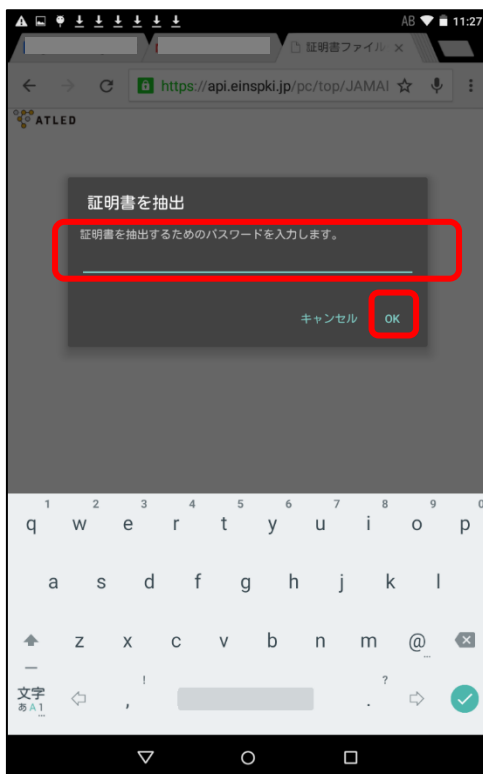 AB 11:27
証明書ファイル ×
https://api.einspki.jp/pc/top/JAMAI
ATLED
証明書を抽出
証明書を抽出するためのパスワードを入力します。
キャンセル OK
1 2 3 4 5 6 7 8 9 0
q w e r t y u i o p
a s d f g h j k l
z x c v b n m @
! ?
文字 , .
あA1